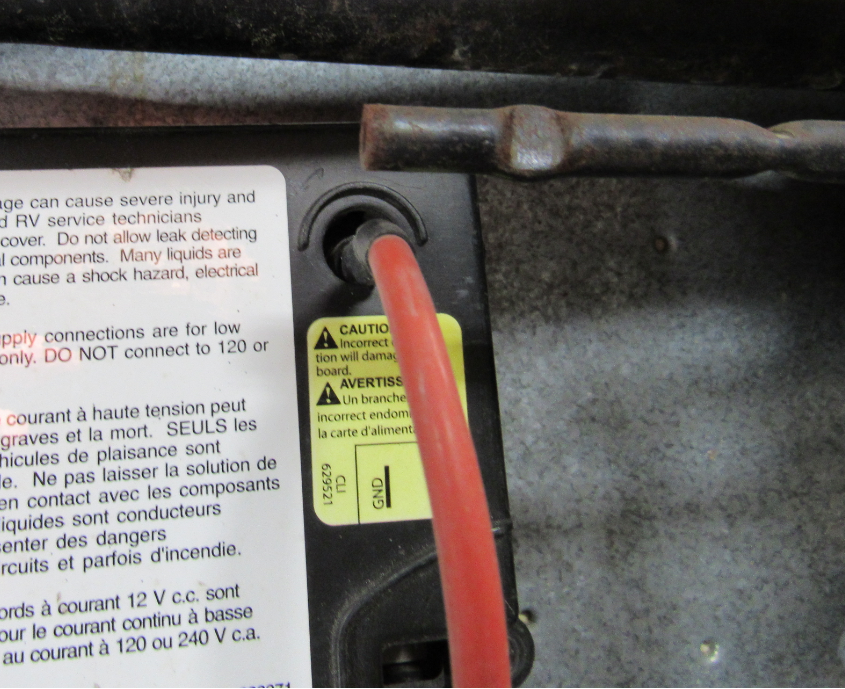 age can cause severe injury and
d RV service technicians
cover. Do not allow leak detecting
al components. Many liquids are
n cause a shock hazard, electrical
e.
pply connections are for low
only. DO NOT connect to 120 or
courant à haute tension peut
graves et la mort. SEULS les
hicules de plaisance sont
le. Ne pas laisser la solution de
en contact avec les composants
iquides sont conducteurs
senter des dangers
rcuits et parfois d'incendie.
ords à courant 12 V c.c. sont
our le courant continu à basse
au courant à 120 ou 240 V c.a.
CAUTIO
Incorrect
tion will damag
board.
AVERTISS
Un branche
incorrect endom
la carte d'aliment
CLI
629521
GND